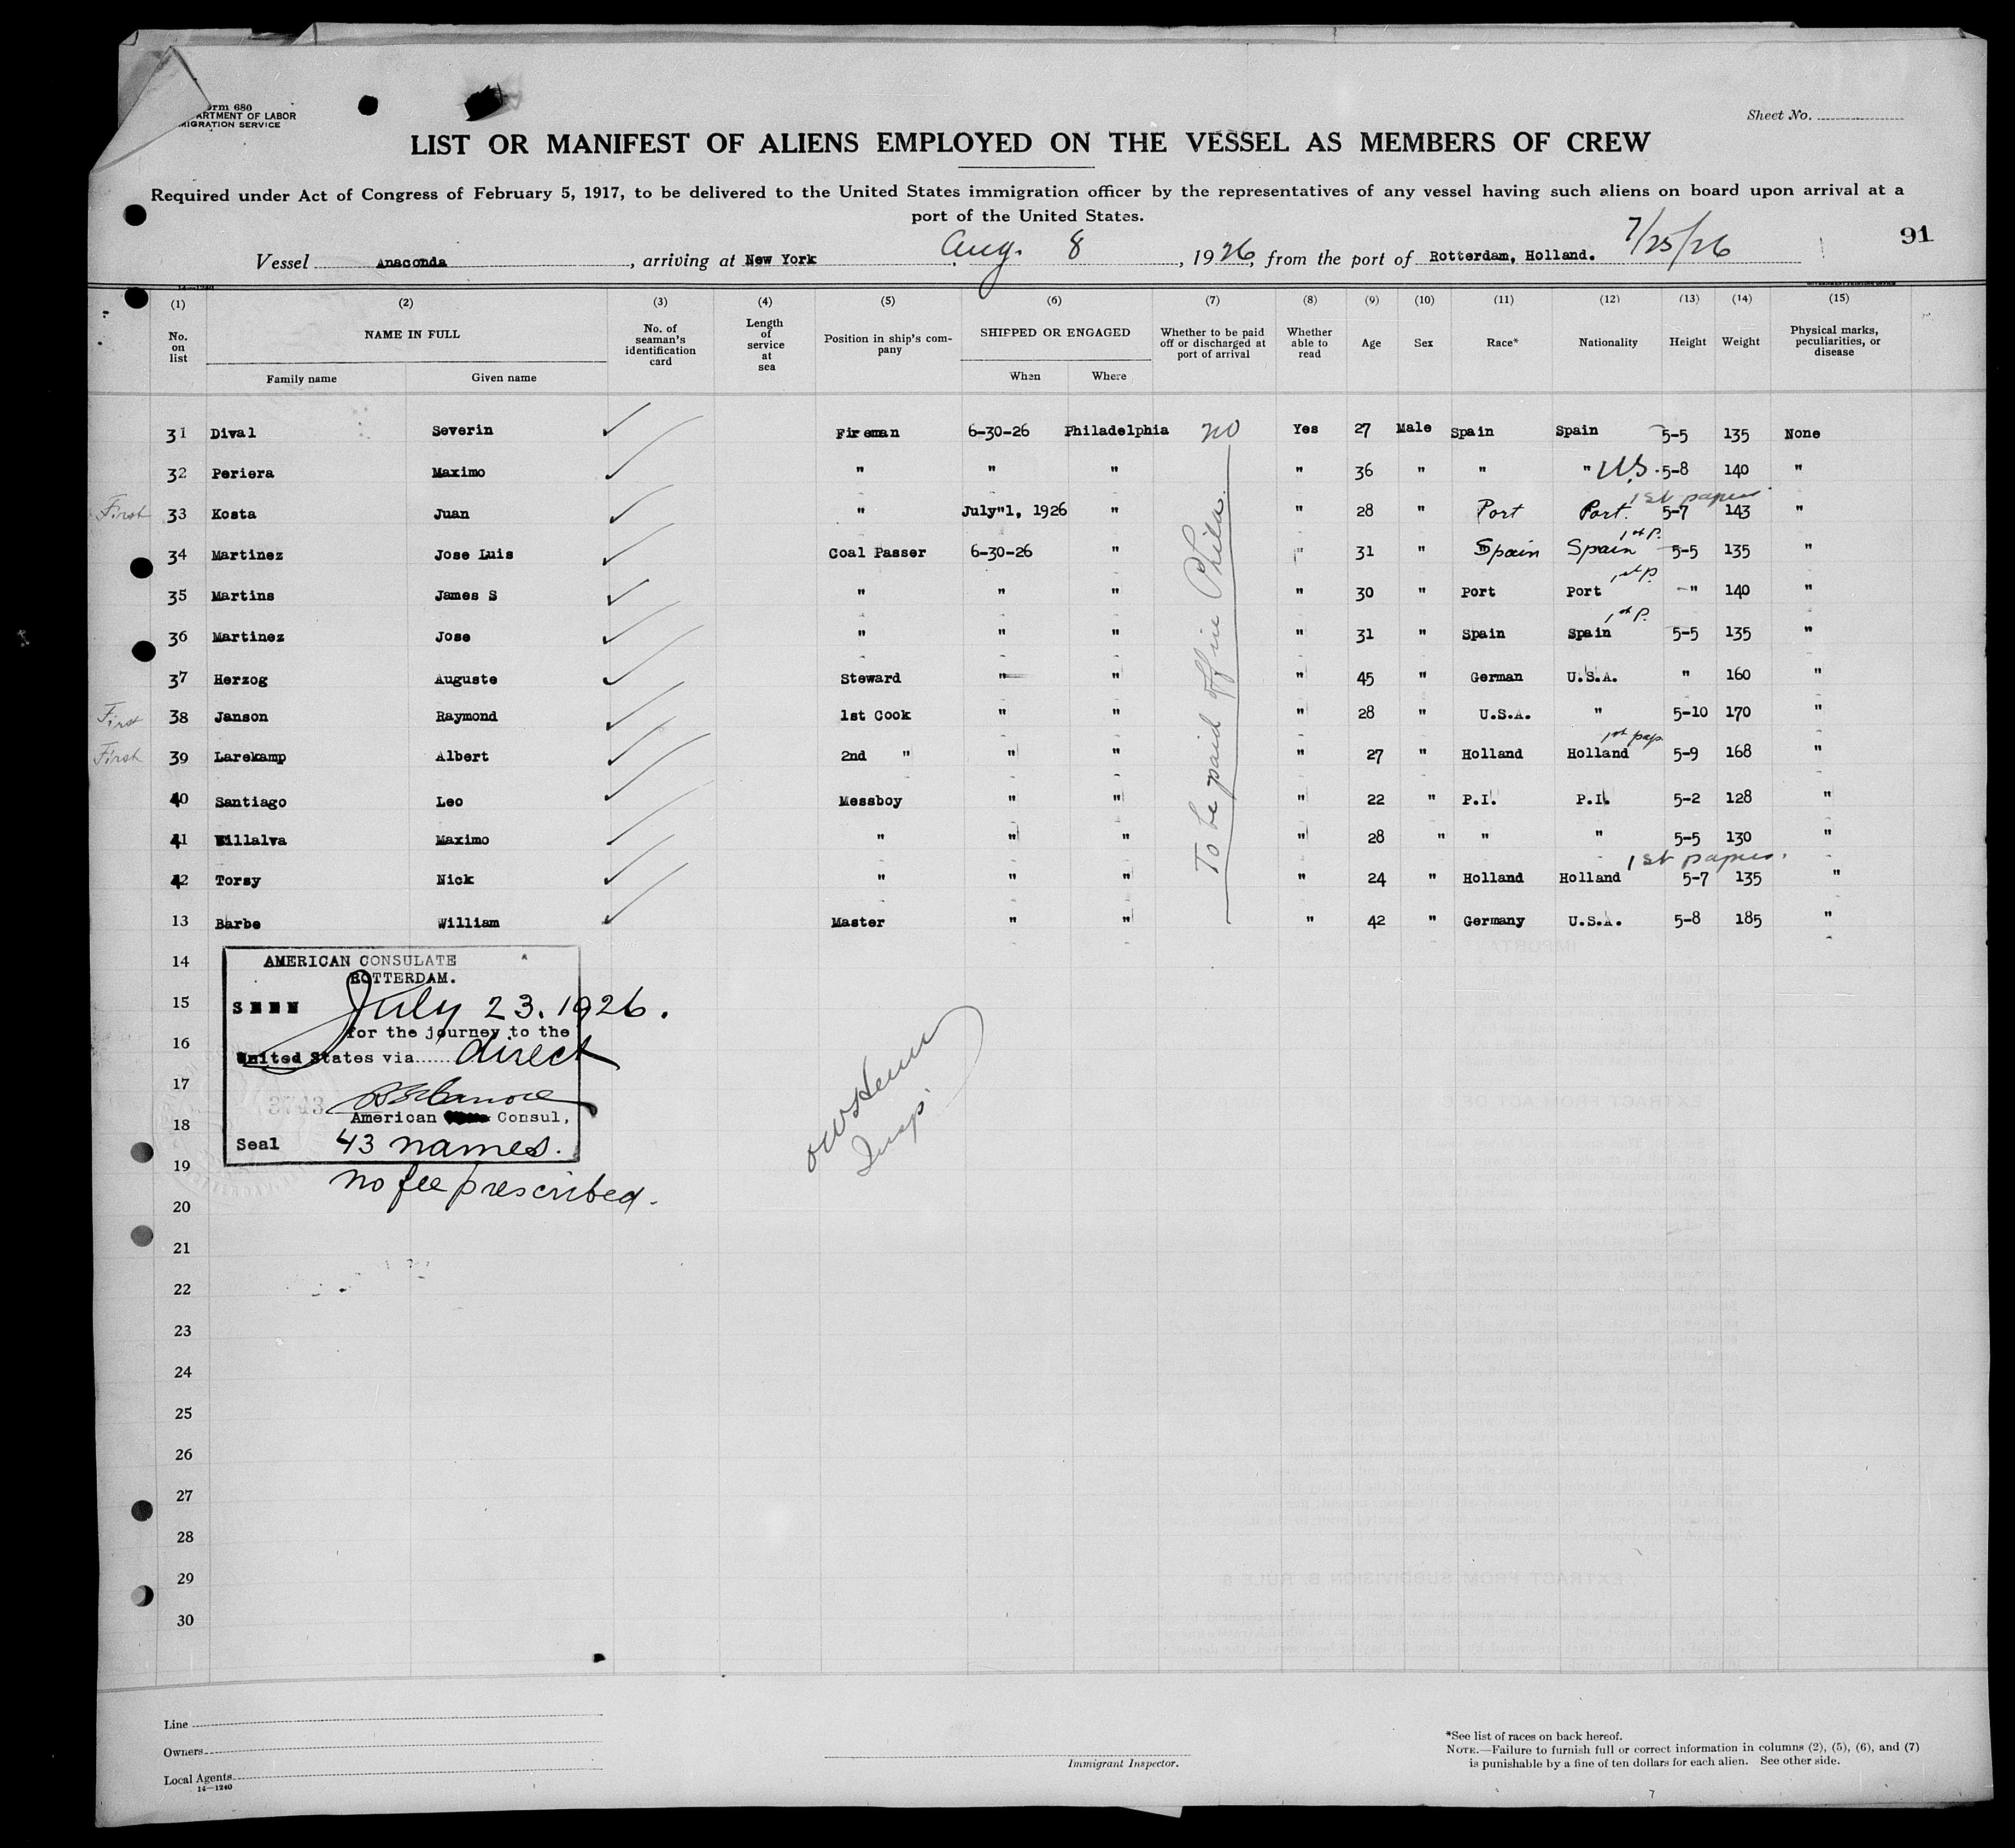 Form 680
DEPARTMENT OF LABOR
IMMIGRATION SERVICE
Sheet No.
LIST OR MANIFEST OF ALIENS EMPLOYED ON THE VESSEL AS MEMBERS OF CREW
Required under Act of Congress of February 5, 1917, to be delivered to the United States immigration officer by the representatives of any vessel having such aliens on board upon arrival at a
port of the United States.
7/25/26
91
Vessel Anaconda, arriving at New York Aug. 8, 1926, from the port of Rotterdam, Holland.
(1) (2) (3) (4) (5) (6) (7) (8) (9) (10) (11) (12) (13) (14) (15)
No. on list NAME IN FULL Family name Given name No. of seaman's identification card Length of service at sea Position in ship's company SHIPPED OR ENGAGED When Where Whether to be paid off or discharged at port of arrival Whether able to read Age Sex Race* Nationality Height Weight Physical marks, peculiarities, or disease
31 Dival Severin Fireman 6-30-26 Philadelphia no Yes 27 Male Spain Spain 5-5 135 None
32 Periera Maximo " " " " 36 " " " U.S. 5-8 140 "
First 33 Kosta Juan " July"1, 1926 " " 28 " Port Port. 1st papers 5-7 143 "
34 Martinez Jose Luis Coal Passer 6-30-26 " " 31 " Spain Spain 1st P. 5-5 135 "
35 Martins James S " " " " 30 " Port Port 1st P. " 140 "
36 Martinez Jose " " " " 31 " Spain Spain 1st P. 5-5 135 "
37 Herzog Auguste Steward " " " 45 " German U.S.A. " 160 "
First 38 Janson Raymond 1st Cook " " " 28 " U.S.A. " 5-10 170 "
First 39 Larekamp Albert 2nd " " " " 27 " Holland Holland 1st pap 5-9 168 "
40 Santiago Leo Messboy " " " 22 " P.I. P.I. 5-2 128 "
41 Villalva Maximo " " " " 28 " " " 5-5 130 "
42 Torsy Nick " " " " 24 " Holland Holland 1st papers. 5-7 135 "
13 Barbe William Master " " " 42 " Germany U.S.A. 5-8 185 "
To be paid off in Phila.
14
AMERICAN CONSULATE
ROTTERDAM.
15
SEEN July 23. 1926.
for the journey to the
16
United States via direct
17
3743
American Consul,
18
Seal 43 names.
19
No fee prescribed.
Insp.
20
21
22
23
24
25
26
27
28
29
30
Line
Owners
Local Agents
14—1240
Immigrant Inspector.
*See list of races on back hereof.
NOTE.—Failure to furnish full or correct information in columns (2), (5), (6), and (7)
is punishable by a fine of ten dollars for each alien. See other side.
7